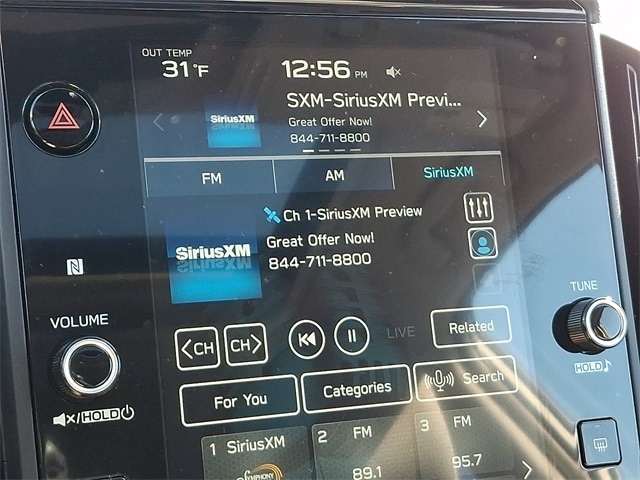 OUT TEMP
31°F
12:56 PM
SXM-SiriusXM Previ...
SiriusXM
Great Offer Now!
844-711-8800
FM
AM
SiriusXM
Ch 1-SiriusXM Preview
SiriusXM
Great Offer Now!
844-711-8800
N
VOLUME
TUNE
<CH
CH>
LIVE
Related
HOLD♪
/HOLD
For You
Categories
Search
1 SiriusXM
2 FM
3 FM
SYMPHONY
89.1
95.7